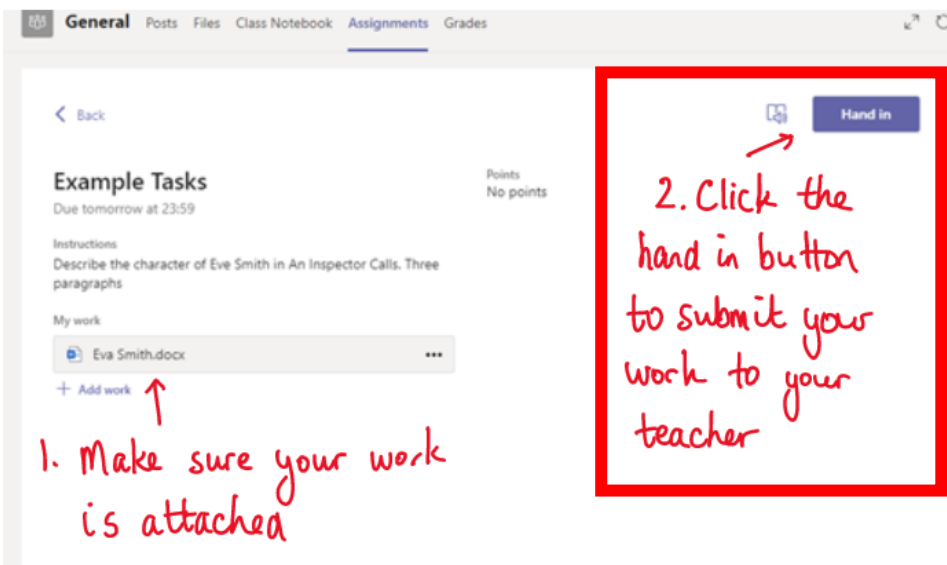 General Posts Files Class Notebook Assignments Grades
Back
Hand in
Example Tasks
Due tomorrow at 23:59
Points
No points
Instructions
Describe the character of Eve Smith in An Inspector Calls. Three
paragraphs
My work
Eva Smith.docx
+ Add work
1. Make sure your work
is attached
2. Click the
hand in button
to submit your
work to your
teacher